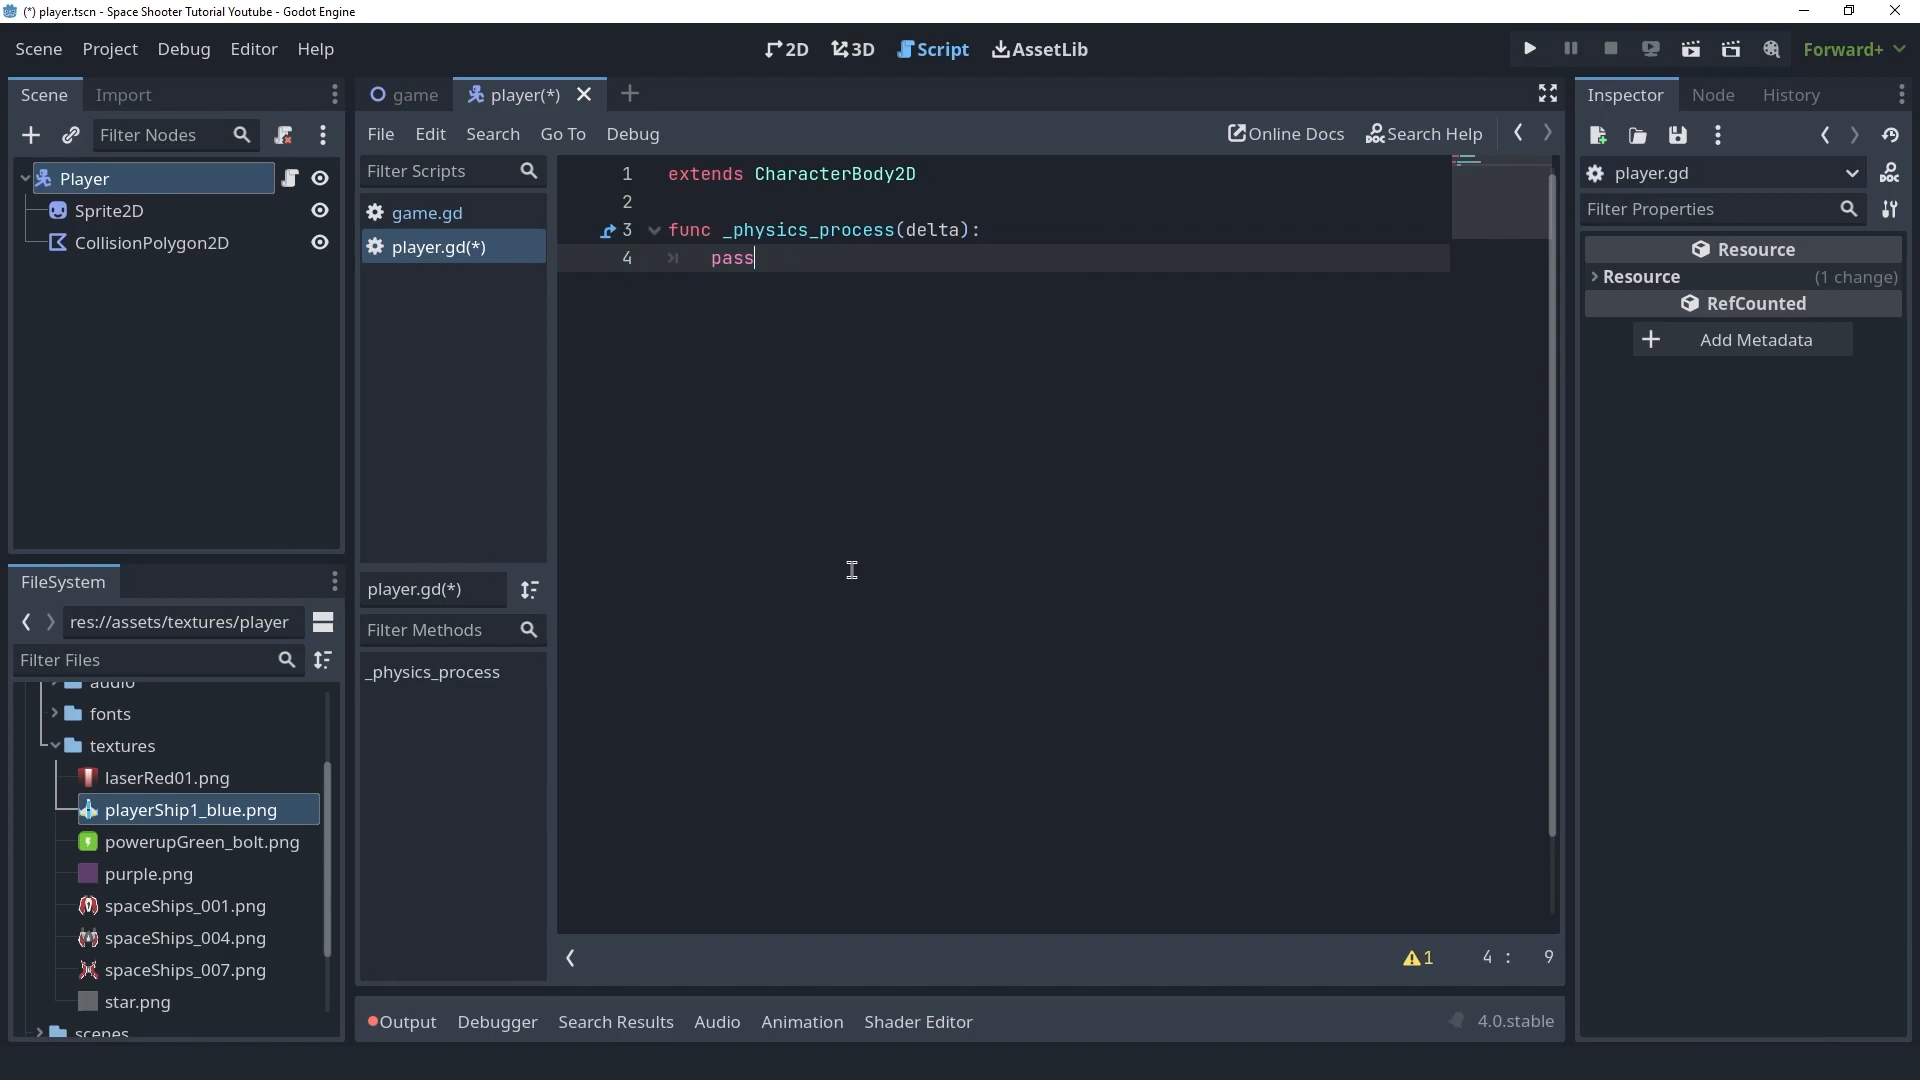 (*) player.tscn - Space Shooter Tutorial Youtube - Godot Engine
Scene Project Debug Editor Help
2D 3D Script AssetLib
Forward+
Scene Import
game player(*)
Inspector Node History
Filter Nodes
File Edit Search Go To Debug
Online Docs Search Help
Player
Sprite2D
CollisionPolygon2D
Filter Scripts
game.gd
player.gd(*)
1 extends CharacterBody2D
2
3 func _physics_process(delta):
4 pass
player.gd
DOC
Filter Properties
Resource
Resource (1 change)
RefCounted
Add Metadata
FileSystem
res://assets/textures/player
Filter Files
audio
fonts
textures
laserRed01.png
playerShip1_blue.png
powerupGreen_bolt.png
purple.png
spaceShips_001.png
spaceShips_004.png
spaceShips_007.png
star.png
scenes
player.gd(*)
Filter Methods
_physics_process
1 4 : 9
Output Debugger Search Results Audio Animation Shader Editor
4.0.stable